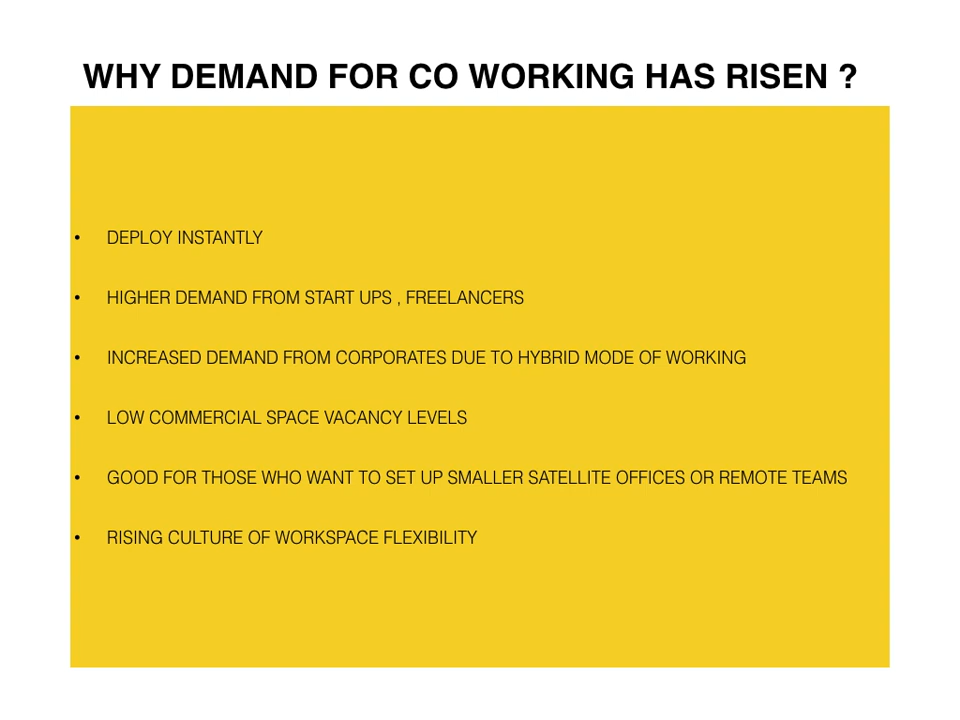 WHY DEMAND FOR CO WORKING HAS RISEN ?
• DEPLOY INSTANTLY
• HIGHER DEMAND FROM START UPS , FREELANCERS
• INCREASED DEMAND FROM CORPORATES DUE TO HYBRID MODE OF WORKING
• LOW COMMERCIAL SPACE VACANCY LEVELS
• GOOD FOR THOSE WHO WANT TO SET UP SMALLER SATELLITE OFFICES OR REMOTE TEAMS
• RISING CULTURE OF WORKSPACE FLEXIBILITY